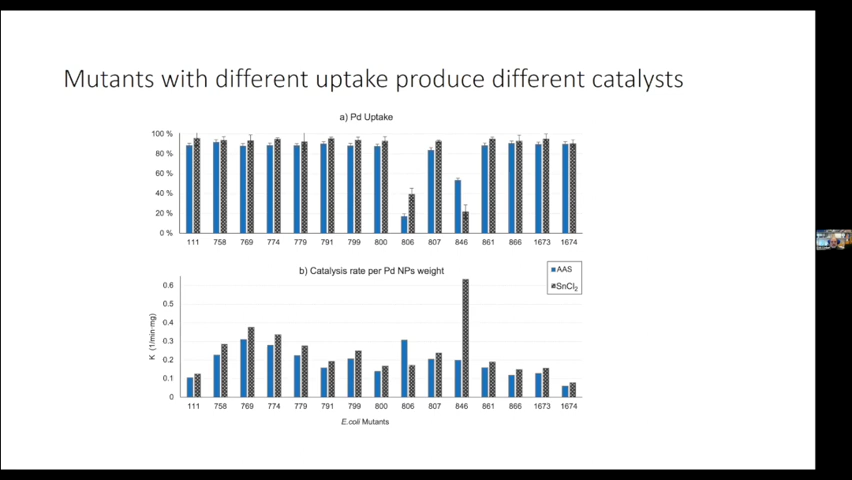 Mutants with different uptake produce different catalysts
a) Pd Uptake
100 %
80 %
60 %
40 %
20 %
0 %
111 758 769 774 779 791 799 800 806 807 846 861 866 1673 1674
b) Catalysis rate per Pd NPs weight
AAS
SnCl2
K (1/min·mg)
0.6
0.5
0.4
0.3
0.2
0.1
0
111 758 769 774 779 791 799 800 806 807 846 861 866 1673 1674
E.coli Mutants